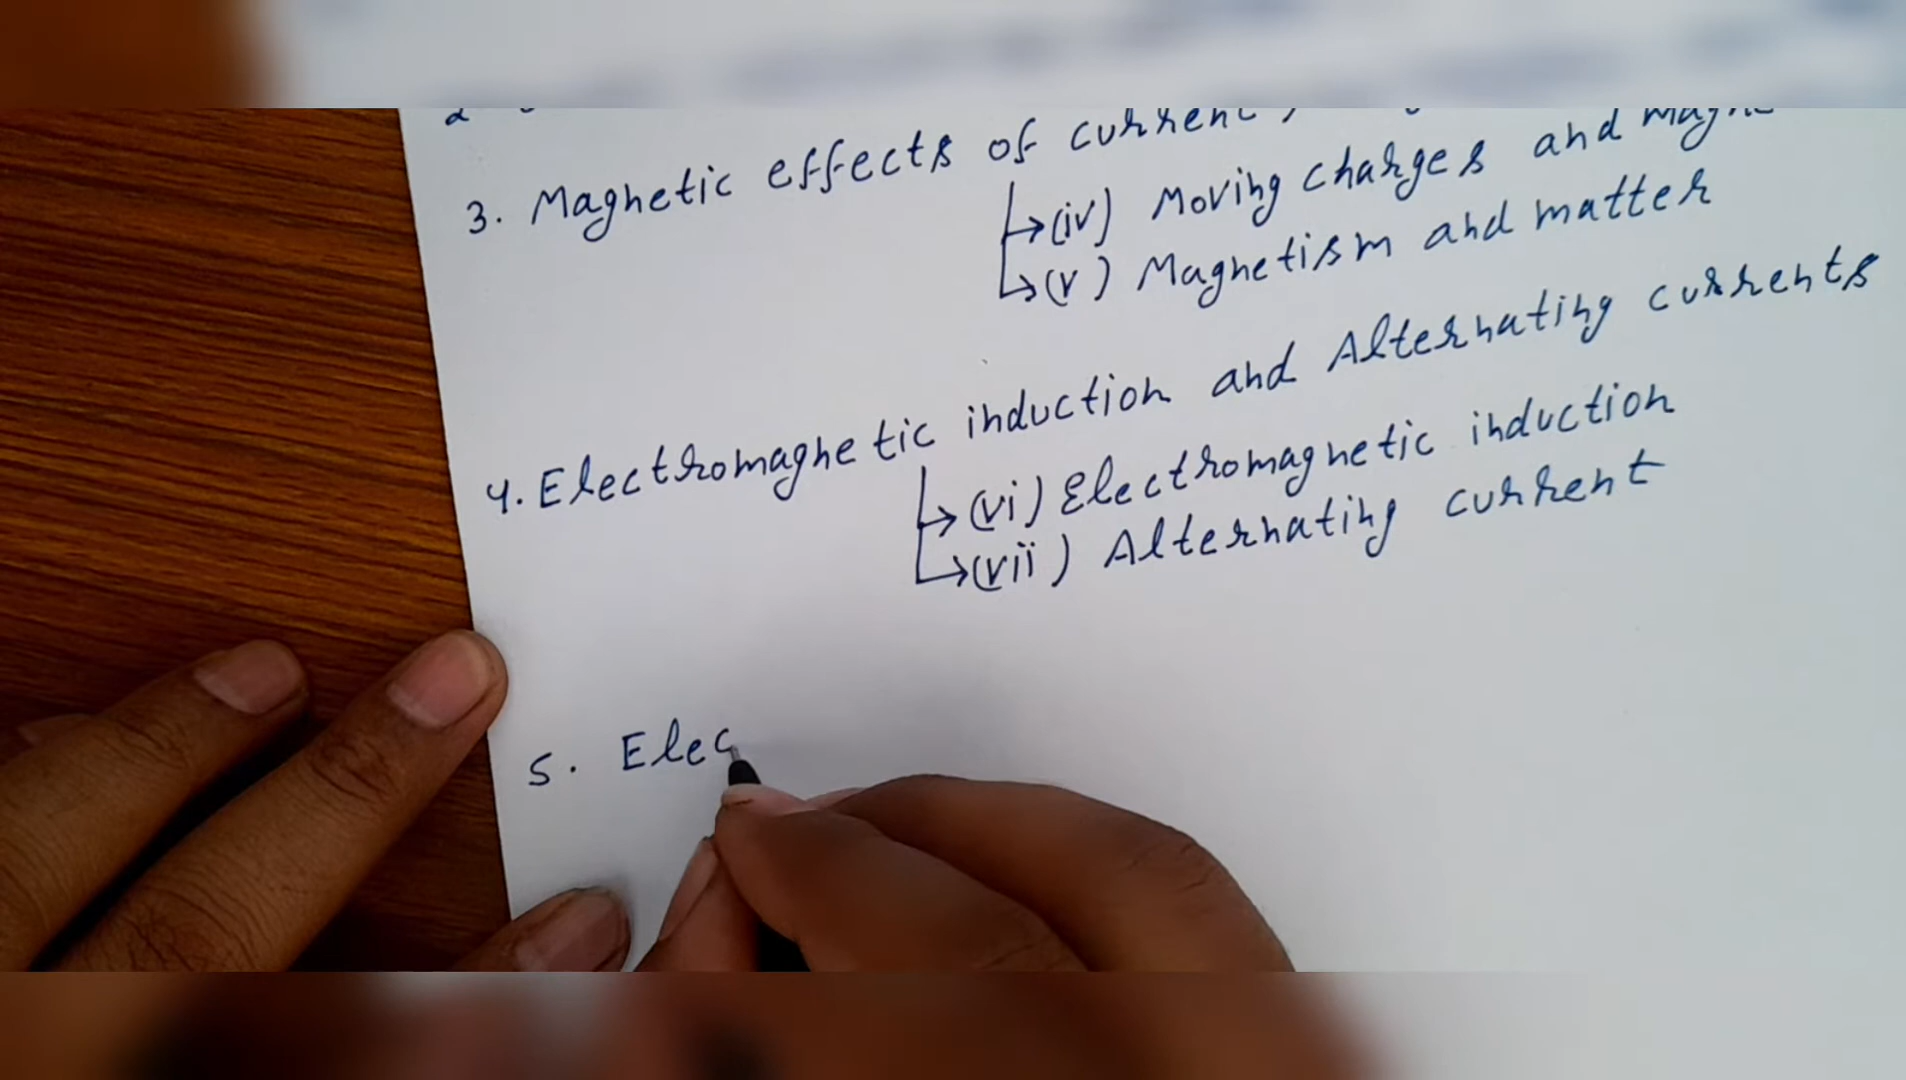 3. Magnetic effects of current,
(iv) Moving charges and
(v) Magnetism and matter
4. Electromagnetic induction and Alternating currents
(vi) Electromagnetic induction
(vii) Alternating current
5. Elec